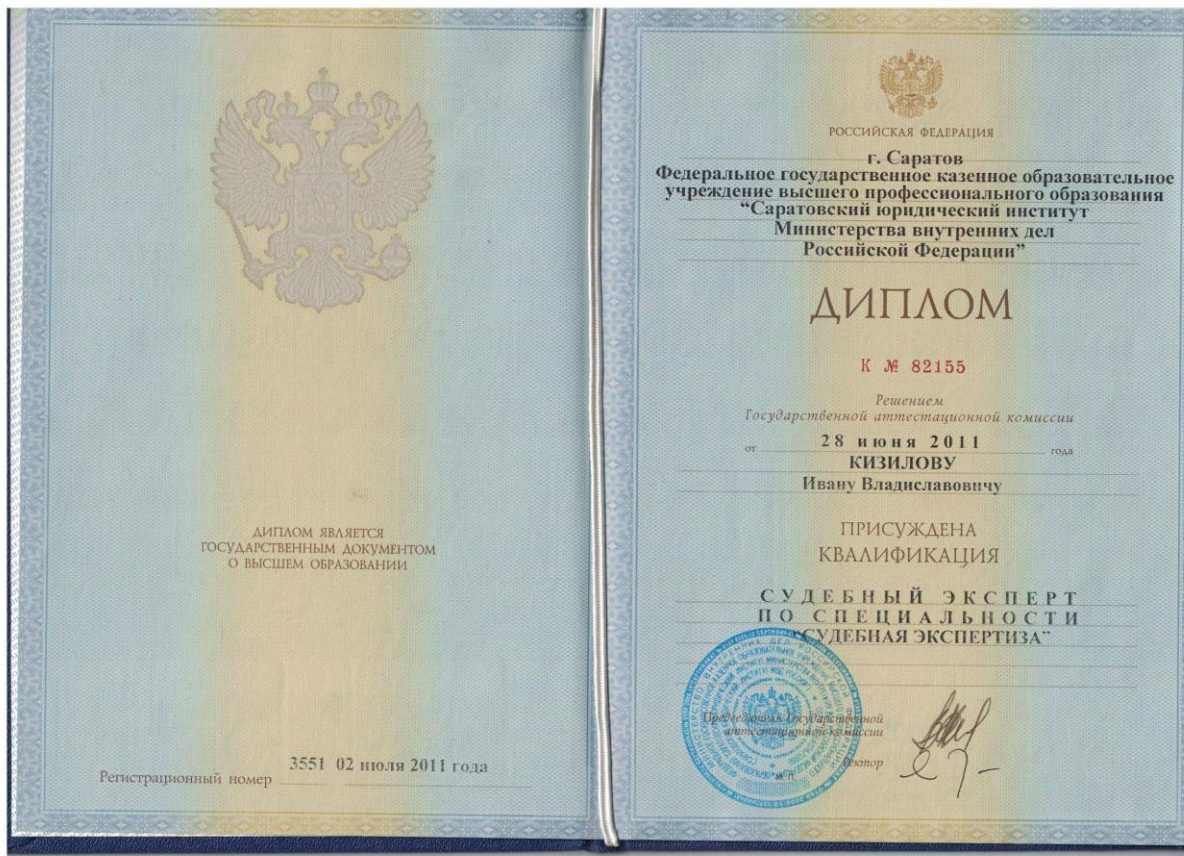 ДИПЛОМ ЯВЛЯЕТСЯ
ГОСУДАРСТВЕННЫМ ДОКУМЕНТОМ
О ВЫСШЕМ ОБРАЗОВАНИИ
Регистрационный номер 3551 02 июля 2011 года
РОССИЙСКАЯ ФЕДЕРАЦИЯ
г. Саратов
Федеральное государственное казенное образовательное
учреждение высшего профессионального образования
“Саратовский юридический институт
Министерства внутренних дел
Российской Федерации”
ДИПЛОМ
К № 82155
Решением
Государственной аттестационной комиссии
от 28 июня 2011 года
КИЗИЛОВУ
Ивану Владиславовичу
ПРИСУЖДЕНА
КВАЛИФИКАЦИЯ
СУДЕБНЫЙ ЭКСПЕРТ
ПО СПЕЦИАЛЬНОСТИ
“СУДЕБНАЯ ЭКСПЕРТИЗА”
Председатель Государственной
аттестационной комиссии
Ректор
М. П.